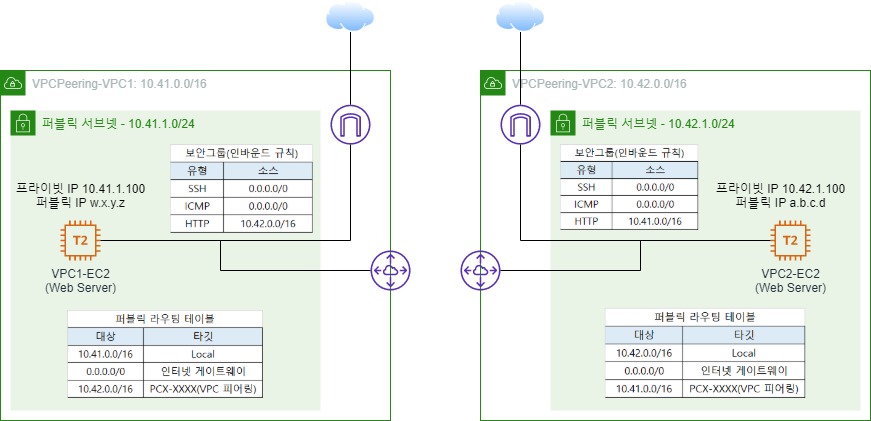 VPCPeering-VPC1: 10.41.0.0/16
퍼블릭 서브넷 - 10.41.1.0/24
보안그룹(인바운드 규칙)
유형 소스
SSH 0.0.0.0/0
ICMP 0.0.0.0/0
HTTP 10.42.0.0/16
프라이빗 IP 10.41.1.100
퍼블릭 IP w.x.y.z
T2
VPC1-EC2
(Web Server)
퍼블릭 라우팅 테이블
대상 타깃
10.41.0.0/16 Local
0.0.0.0/0 인터넷 게이트웨이
10.42.0.0/16 PCX-XXXX(VPC 피어링)
VPCPeering-VPC2: 10.42.0.0/16
퍼블릭 서브넷 - 10.42.1.0/24
보안그룹(인바운드 규칙)
유형 소스
SSH 0.0.0.0/0
ICMP 0.0.0.0/0
HTTP 10.41.0.0/16
프라이빗 IP 10.42.1.100
퍼블릭 IP a.b.c.d
T2
VPC2-EC2
(Web Server)
퍼블릭 라우팅 테이블
대상 타깃
10.42.0.0/16 Local
0.0.0.0/0 인터넷 게이트웨이
10.41.0.0/16 PCX-XXXX(VPC 피어링)